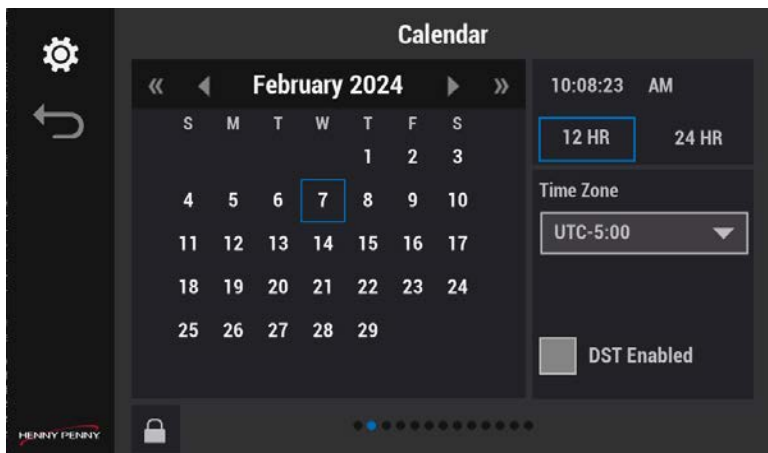 Calendar
« February 2024 »
S M T W T F S
1 2 3
4 5 6 7 8 9 10
11 12 13 14 15 16 17
18 19 20 21 22 23 24
25 26 27 28 29
10:08:23 AM
12 HR 24 HR
Time Zone
UTC-5:00
DST Enabled
HENNY PENNY